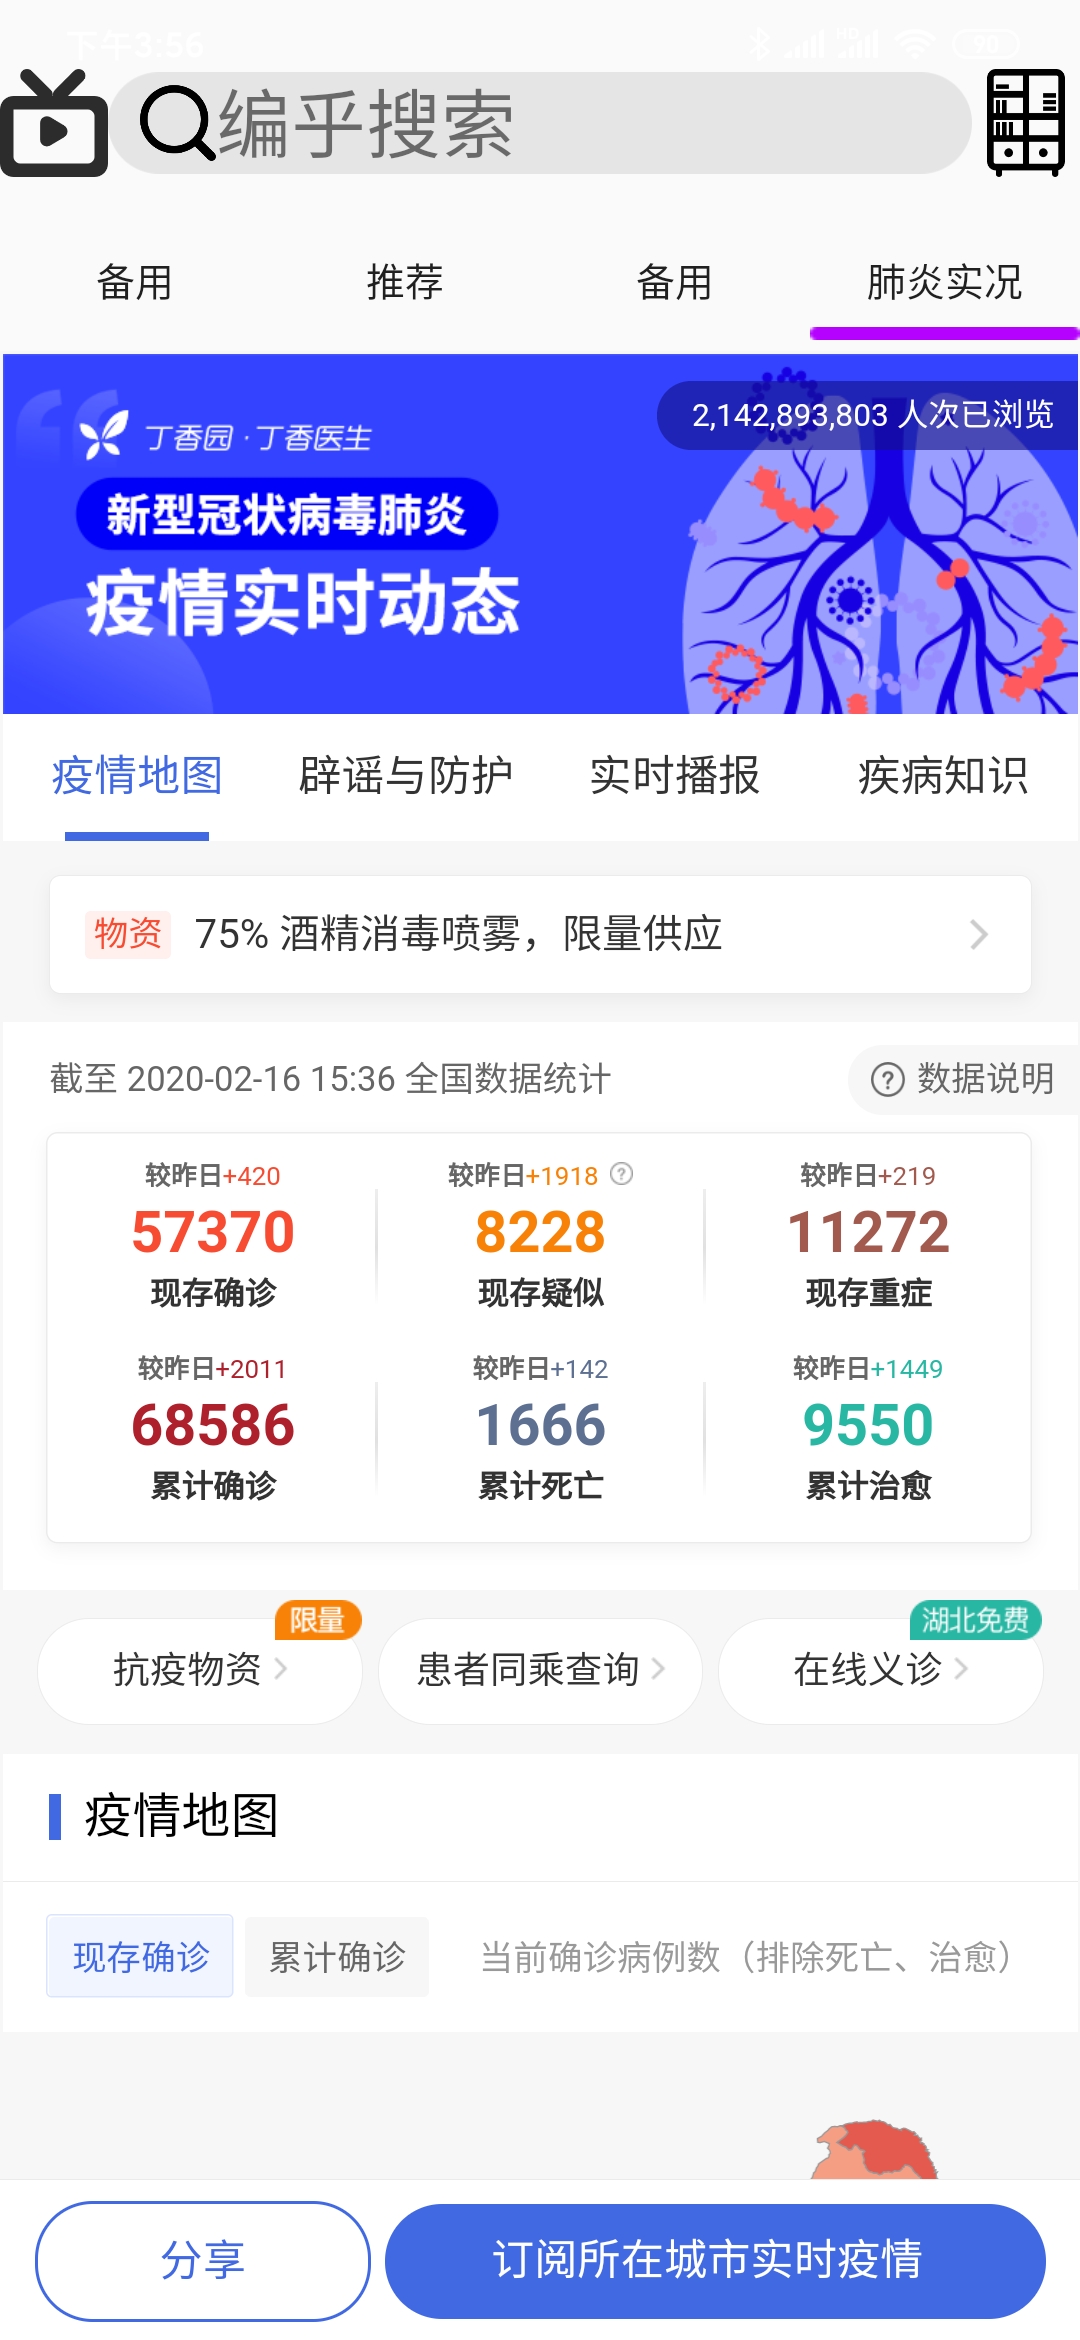 下午3:56
HD
90
编乎搜索
备用
推荐
备用
肺炎实况
丁香园·丁香医生
2,142,893,803 人次已浏览
新型冠状病毒肺炎
疫情实时动态
疫情地图
辟谣与防护
实时播报
疾病知识
物资 75% 酒精消毒喷雾，限量供应
截至 2020-02-16 15:36 全国数据统计
数据说明
较昨日+420
较昨日+1918
较昨日+219
57370
8228
11272
现存确诊
现存疑似
现存重症
较昨日+2011
较昨日+142
较昨日+1449
68586
1666
9550
累计确诊
累计死亡
累计治愈
限量
湖北免费
抗疫物资
患者同乘查询
在线义诊
疫情地图
现存确诊
累计确诊
当前确诊病例数（排除死亡、治愈）
分享
订阅所在城市实时疫情